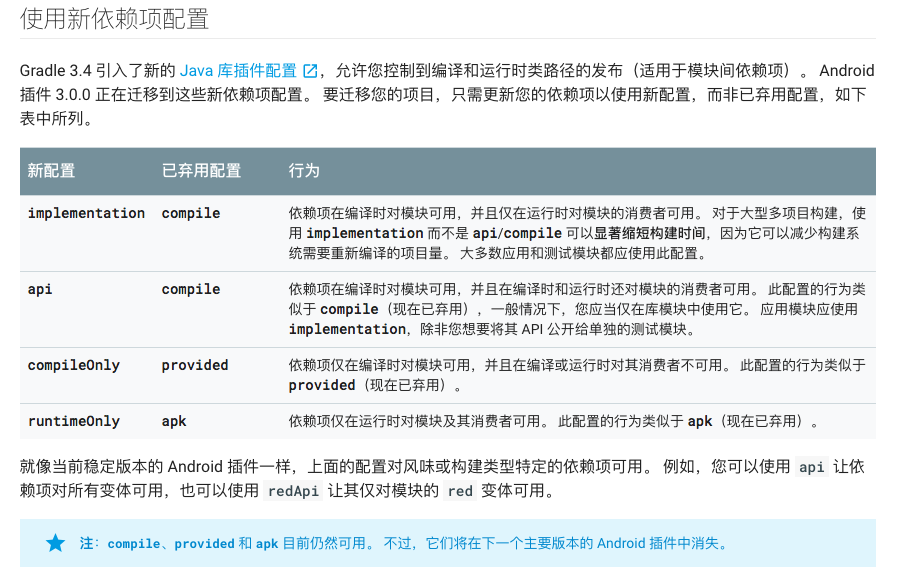 使用新依赖项配置
Gradle 3.4 引入了新的 Java 库插件配置，允许您控制到编译和运行时类路径的发布（适用于模块间依赖项）。 Android
插件 3.0.0 正在迁移到这些新依赖项配置。 要迁移您的项目，只需更新您的依赖项以使用新配置，而非已弃用配置，如下
表中所列。
新配置 已弃用配置 行为
implementation compile 依赖项在编译时对模块可用，并且仅在运行时对模块的消费者可用。 对于大型多项目构建，使
用 implementation 而不是 api/compile 可以显著缩短构建时间，因为它可以减少构建系
统需要重新编译的项目量。 大多数应用和测试模块都应使用此配置。
api compile 依赖项在编译时对模块可用，并且在编译时和运行时还对模块的消费者可用。 此配置的行为类
似于 compile（现在已弃用），一般情况下，您应当仅在库模块中使用它。 应用模块应使用
implementation，除非您想要将其 API 公开给单独的测试模块。
compileOnly provided 依赖项仅在编译时对模块可用，并且在编译或运行时对其消费者不可用。 此配置的行为类似于
provided（现在已弃用）。
runtimeOnly apk 依赖项仅在运行时对模块及其消费者可用。 此配置的行为类似于 apk（现在已弃用）。
就像当前稳定版本的 Android 插件一样，上面的配置对风味或构建类型特定的依赖项可用。 例如，您可以使用 api 让依
赖项对所有变体可用，也可以使用 redApi 让其仅对模块的 red 变体可用。
注：compile、provided 和 apk 目前仍然可用。 不过，它们将在下一个主要版本的 Android 插件中消失。